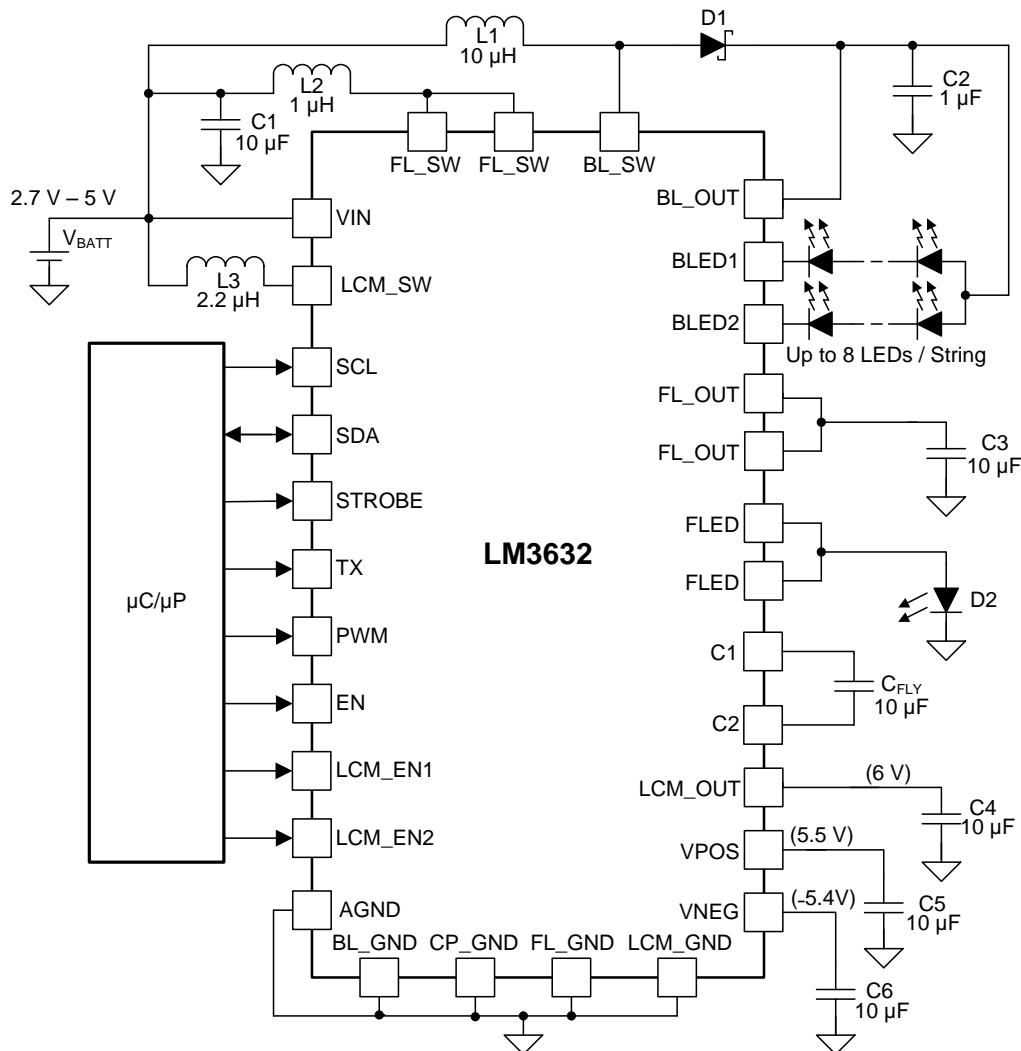 D1
L1
10 µH
L2
1 µH
C1
10 µF
C2
1 µF
FL_SW
FL_SW
BL_SW
2.7 V – 5 V
VBATT
VIN
L3
2.2 µH
LCM_SW
BL_OUT
BLED1
BLED2
Up to 8 LEDs / String
µC/µP
SCL
SDA
STROBE
TX
PWM
EN
LCM_EN1
LCM_EN2
AGND
LM3632
FL_OUT
FL_OUT
C3
10 µF
FLED
FLED
D2
C1
C2
CFLY
10 µF
LCM_OUT
(6 V)
C4
10 µF
VPOS
(5.5 V)
C5
10 µF
VNEG
(-5.4V)
C6
10 µF
BL_GND
CP_GND
FL_GND
LCM_GND